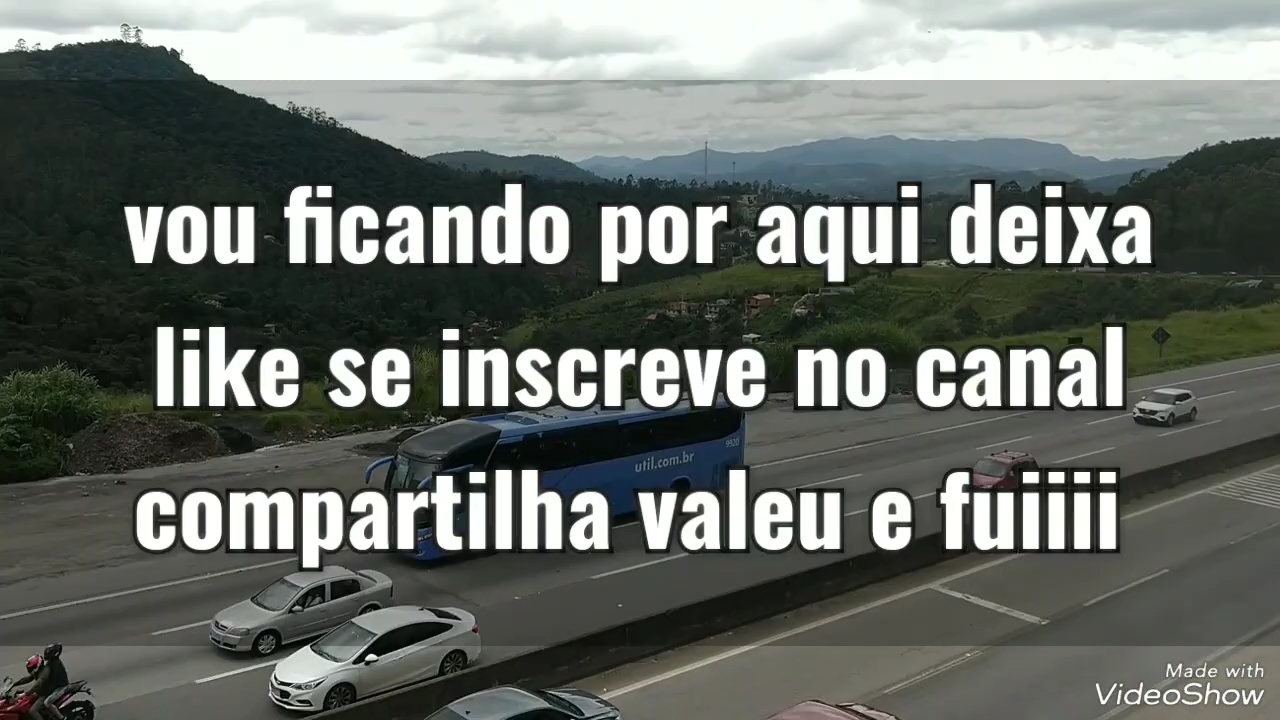 vou ficando por aqui deixa
like se inscreve no canal
compartilha valeu e fuiiii
9920
util.com.br
Made with
VideoShow